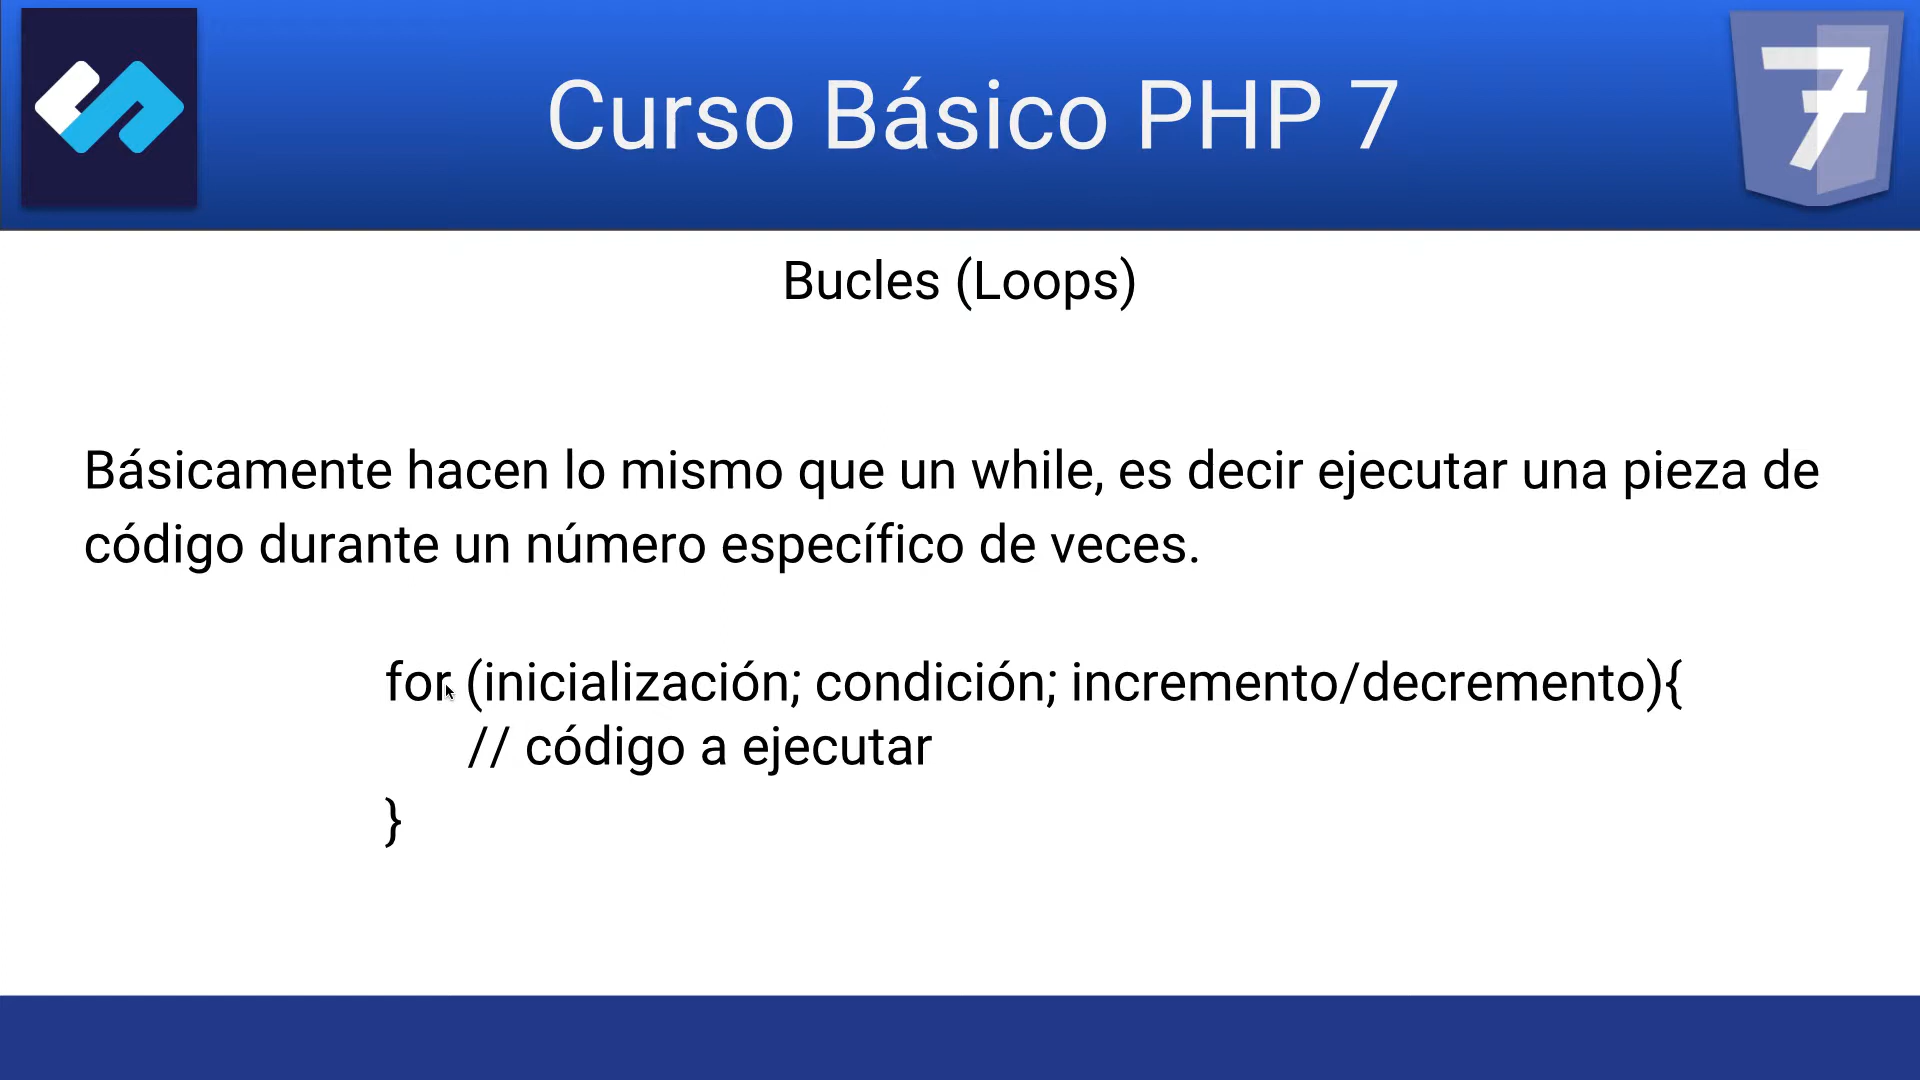 Curso Básico PHP 7
7
Bucles (Loops)
Básicamente hacen lo mismo que un while, es decir ejecutar una pieza de
código durante un número específico de veces.
for (inicialización; condición; incremento/decremento){
// código a ejecutar
}